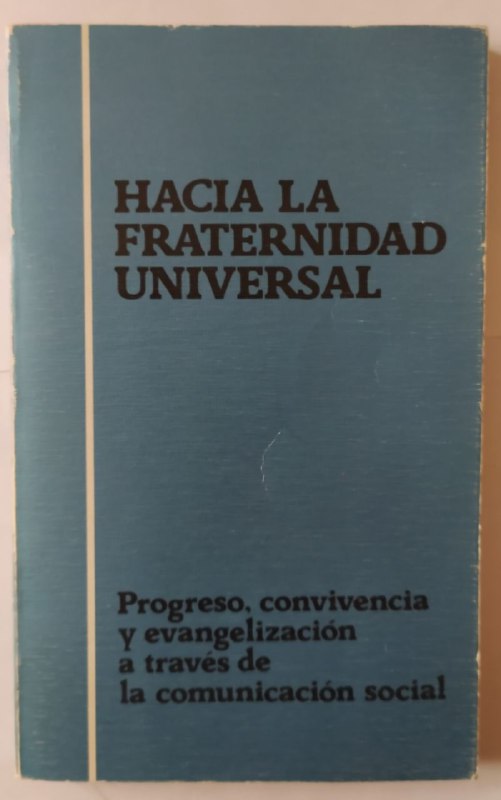 HACIA LA
FRATERNIDAD
UNIVERSAL
Progreso, convivencia
y evangelización
a través de
la comunicación social